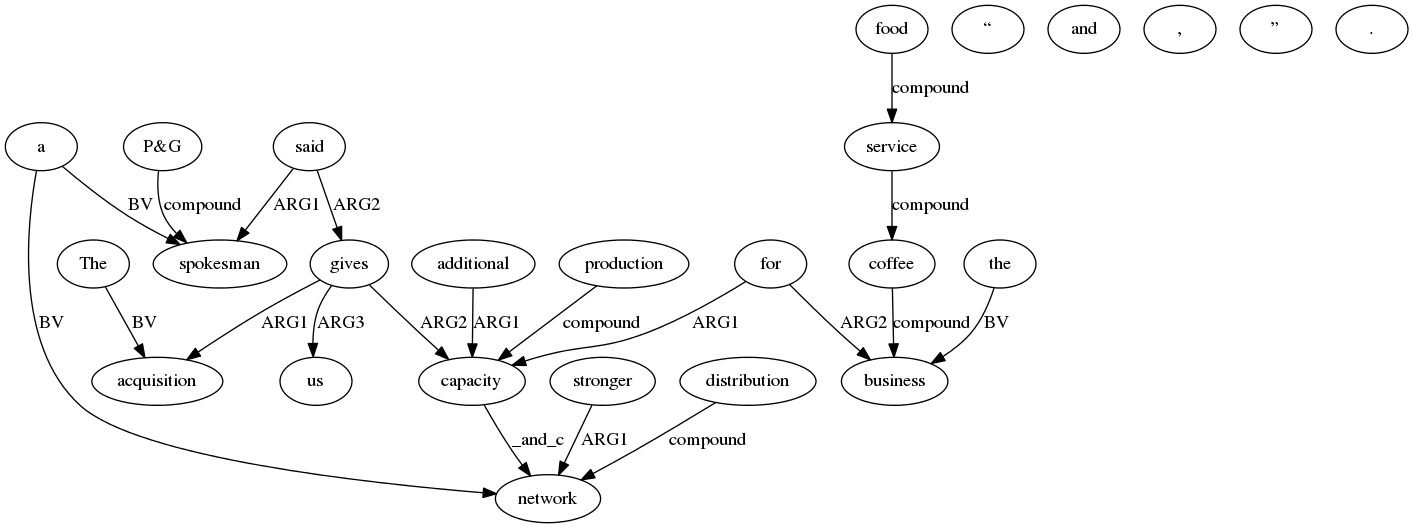 food “ and , ” .
compound
a P&G said service
BV compound ARG1 ARG2 compound
The spokesman gives additional production for coffee the
BV BV ARG1 ARG3 ARG2 ARG1 compound ARG1 ARG2 compound BV
acquisition us capacity stronger distribution business
_and_c ARG1 compound
network